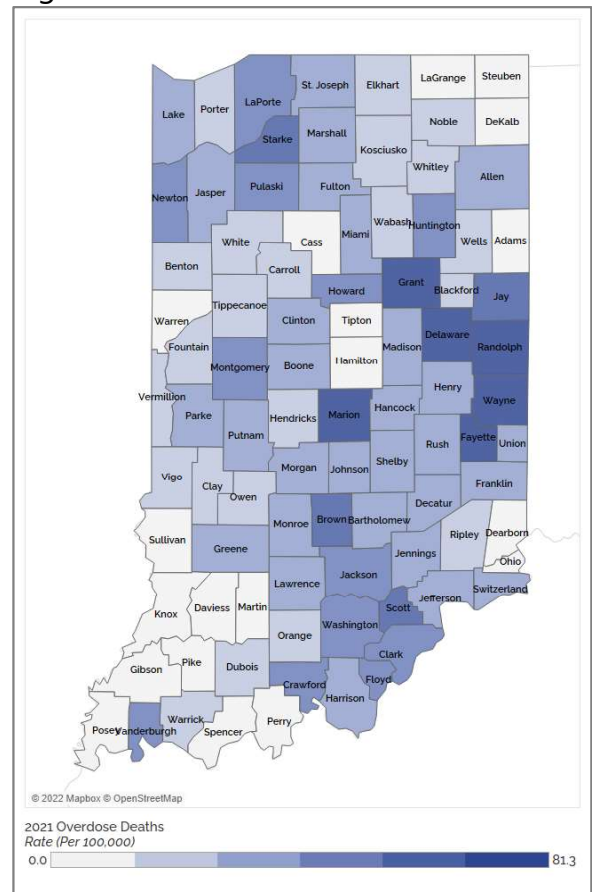 LaGrange Steuben
St. Joseph Elkhart
LaPorte
Lake Porter
Noble DeKalb
Starke Marshall
Kosciusko
Whitley
Allen
Newton Jasper Pulaski Fulton
Wabash Huntington
Miami
White Cass Wells Adams
Benton Carroll
Grant
Howard Blackford Jay
Tippecanoe
Warren Clinton Tipton
Delaware
Fountain Madison Randolph
Montgomery Boone Hamilton
Henry
Vermillion Wayne
Parke Hendricks Marion Hancock
Putnam Fayette Union
Rush
Morgan Johnson Shelby
Vigo Franklin
Clay Owen
Decatur
Monroe Brown Bartholomew
Sullivan Ripley Dearborn
Greene Jennings
Ohio
Jackson
Lawrence Jefferson Switzerland
Knox Daviess Martin Scott
Washington
Orange
Clark
Pike
Gibson Dubois Floyd
Crawford
Harrison
Warrick Perry
Posey Vanderburgh Spencer
© 2022 Mapbox © OpenStreetMap
2021 Overdose Deaths
Rate (Per 100,000)
0.0 81.3